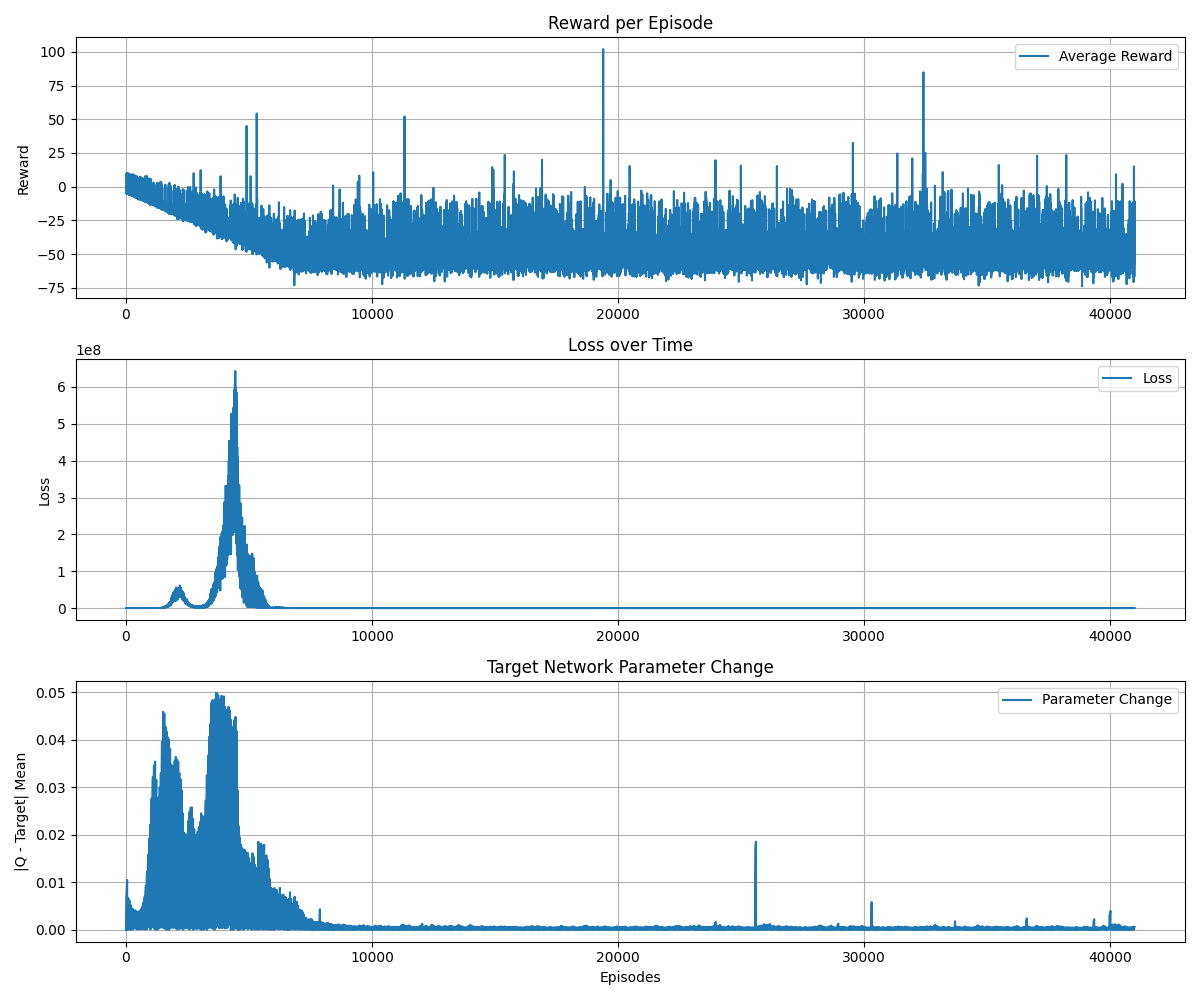 Reward per Episode
Average Reward
Reward
100
75
50
25
0
−25
−50
−75
0 10000 20000 30000 40000
Loss over Time
1e8
Loss
Loss
6
5
4
3
2
1
0
0 10000 20000 30000 40000
Target Network Parameter Change
Parameter Change
|Q - Target| Mean
0.05
0.04
0.03
0.02
0.01
0.00
0 10000 20000 30000 40000
Episodes